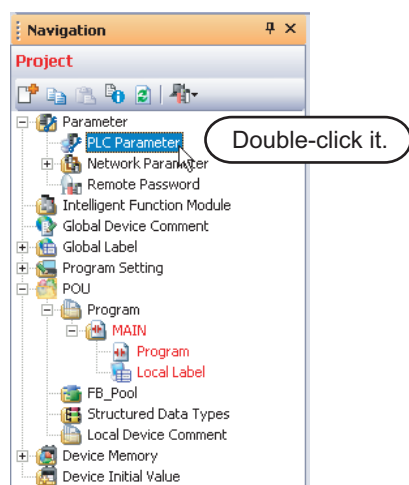 Navigation
Project
Parameter
PLC Parameter
Double-click it.
Network Parameter
Remote Password
Intelligent Function Module
Global Device Comment
Global Label
Program Setting
POU
Program
MAIN
Program
Local Label
FB_Pool
Structured Data Types
Local Device Comment
Device Memory
Device Initial Value